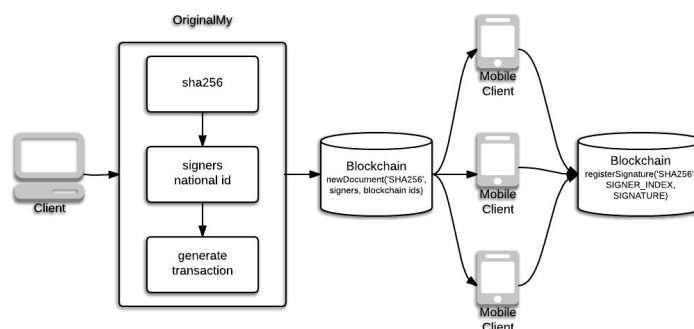 OriginalMy
sha256
signers
national id
generate
transaction
Client
Blockchain
newDocument('SHA256',
signers, blockchain ids)
Mobile
Client
Mobile
Client
Mobile
Client
Blockchain
registerSignature('SHA256'
SIGNER_INDEX,
SIGNATURE)